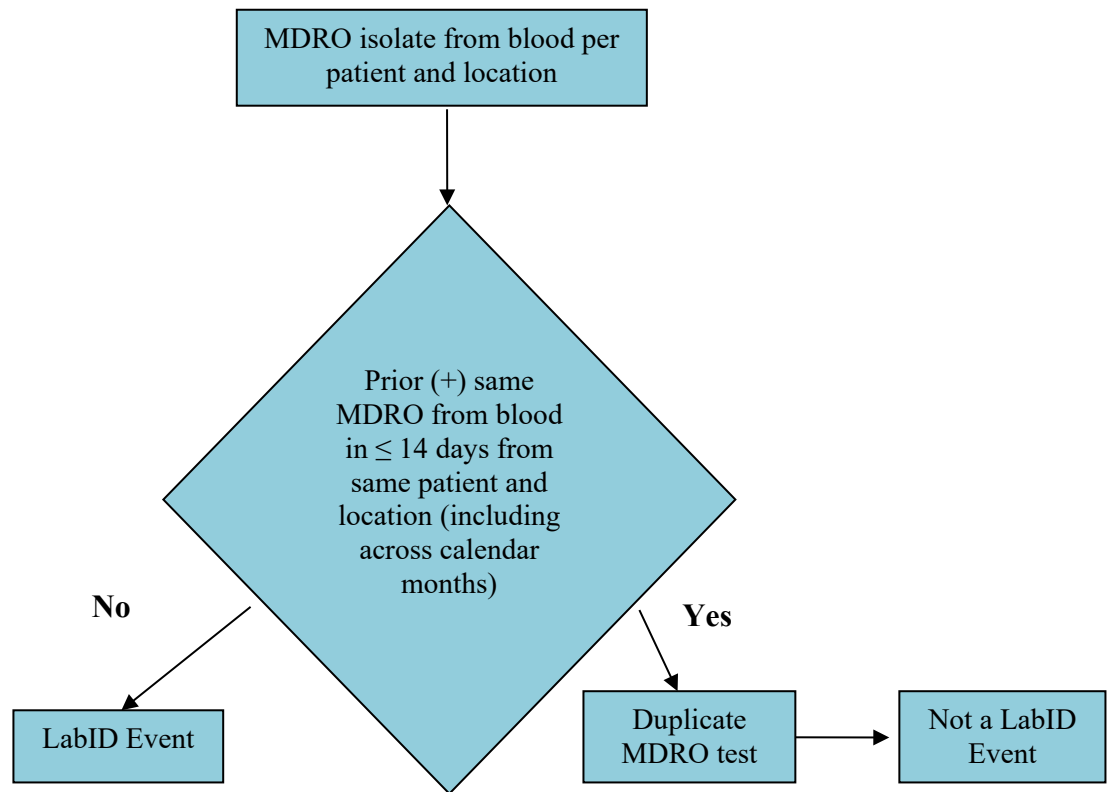 MDRO isolate from blood per
patient and location
Prior (+) same
MDRO from blood
in ≤ 14 days from
same patient and
location (including
across calendar
months)
No
Yes
LabID Event
Duplicate
MDRO test
Not a LabID
Event